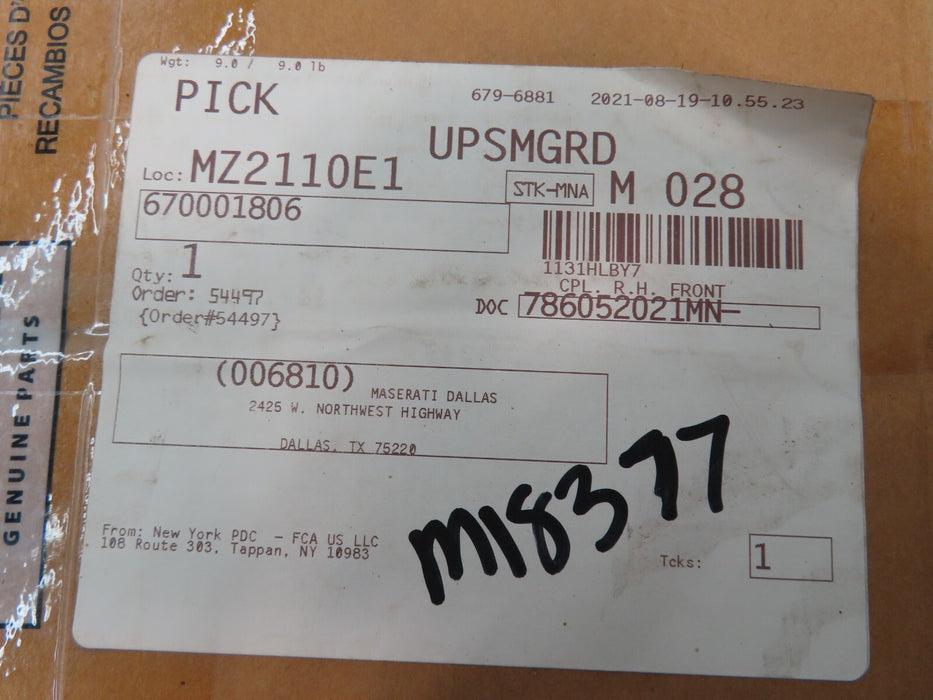 PIÈCES D'
RECAMBIOS
GENUINE PARTS
Wgt: 9.0 / 9.0 lb
PICK
679-6881 2021-08-19-10.55.23
UPSMGRD
Loc: MZ2110E1
STK-MNA M 028
670001806
1131HLBY7
CPL. R.H. FRONT
Qty: 1
Order: 54497
{Order#54497}
DOC 786052021MN-
(006810) MASERATI DALLAS
2425 W. NORTHWEST HIGHWAY
DALLAS, TX 75220
m18377
From: New York PDC - FCA US LLC
108 Route 303, Tappan, NY 10983
Tcks: 1